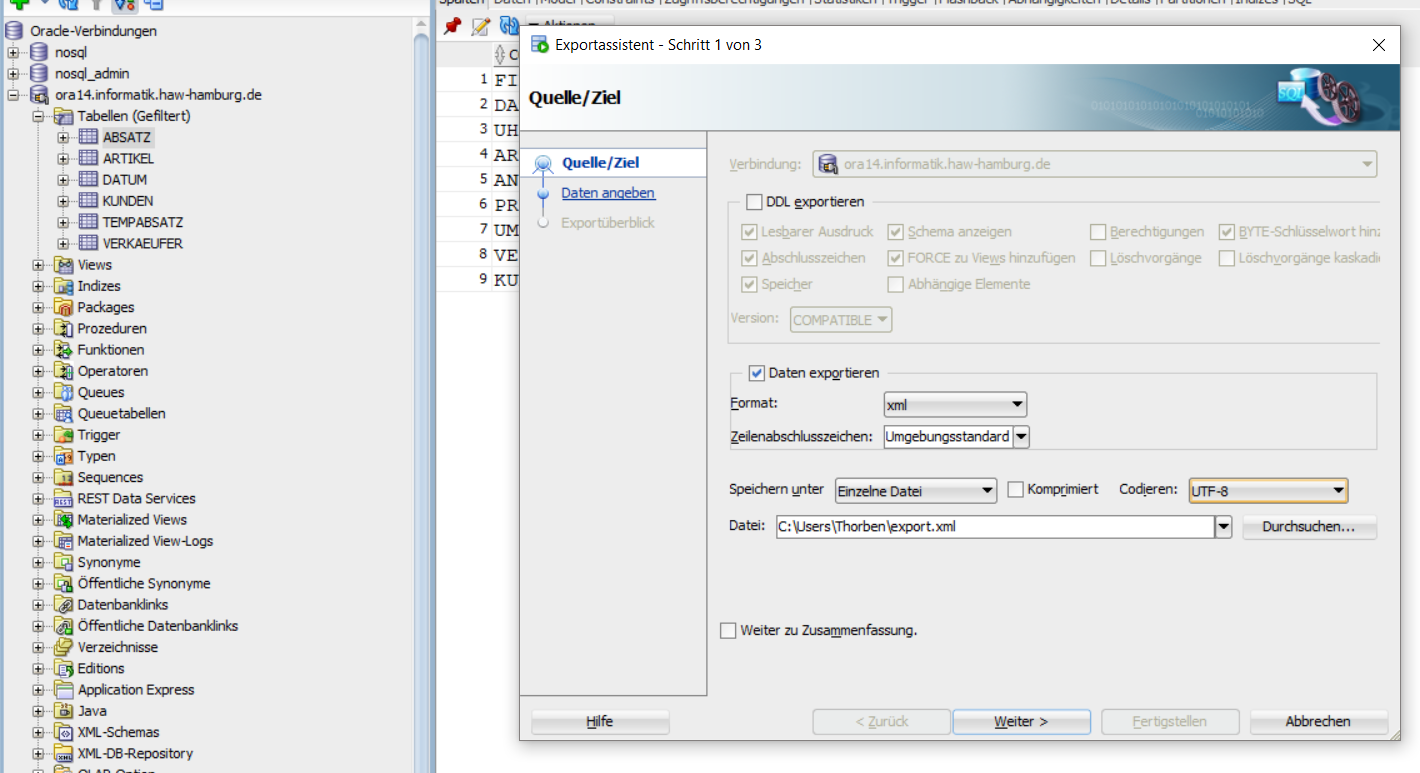 Spalten Daten Model Constraints Zugriffsberechtigungen Statistiken Trigger Flashback Abhängigkeiten Details Partitionen Indizes SQL
Aktionen...
Oracle-Verbindungen
nosql
nosql_admin
ora14.informatik.haw-hamburg.de
Tabellen (Gefiltert)
ABSATZ
ARTIKEL
DATUM
KUNDEN
TEMPABSATZ
VERKAEUFER
Views
Indizes
Packages
Prozeduren
Funktionen
Operatoren
Queues
Queuetabellen
Trigger
Typen
Sequences
REST Data Services
Materialized Views
Materialized View-Logs
Synonyme
Öffentliche Synonyme
Datenbanklinks
Öffentliche Datenbanklinks
Verzeichnisse
Editions
Application Express
Java
XML-Schemas
XML-DB-Repository
OLAP-Option
1 FI
2 DA
3 UH
4 AR
5 AN
6 PR
7 UM
8 VE
9 KU
Exportassistent - Schritt 1 von 3
Quelle/Ziel
SQL
Quelle/Ziel
Daten angeben
Exportüberblick
Verbindung: ora14.informatik.haw-hamburg.de
DDL exportieren
Lesbarer Ausdruck Schema anzeigen Berechtigungen BYTE-Schlüsselwort hinz
Abschlusszeichen FORCE zu Views hinzufügen Löschvorgänge Löschvorgänge kaskadi
Speicher Abhängige Elemente
Version: COMPATIBLE
Daten exportieren
Format: xml
Zeilenabschlusszeichen: Umgebungsstandard
Speichern unter Einzelne Datei Komprimiert Codieren: UTF-8
Datei: C:\Users\Thorben\export.xml Durchsuchen...
Weiter zu Zusammenfassung.
Hilfe < Zurück Weiter > Fertigstellen Abbrechen